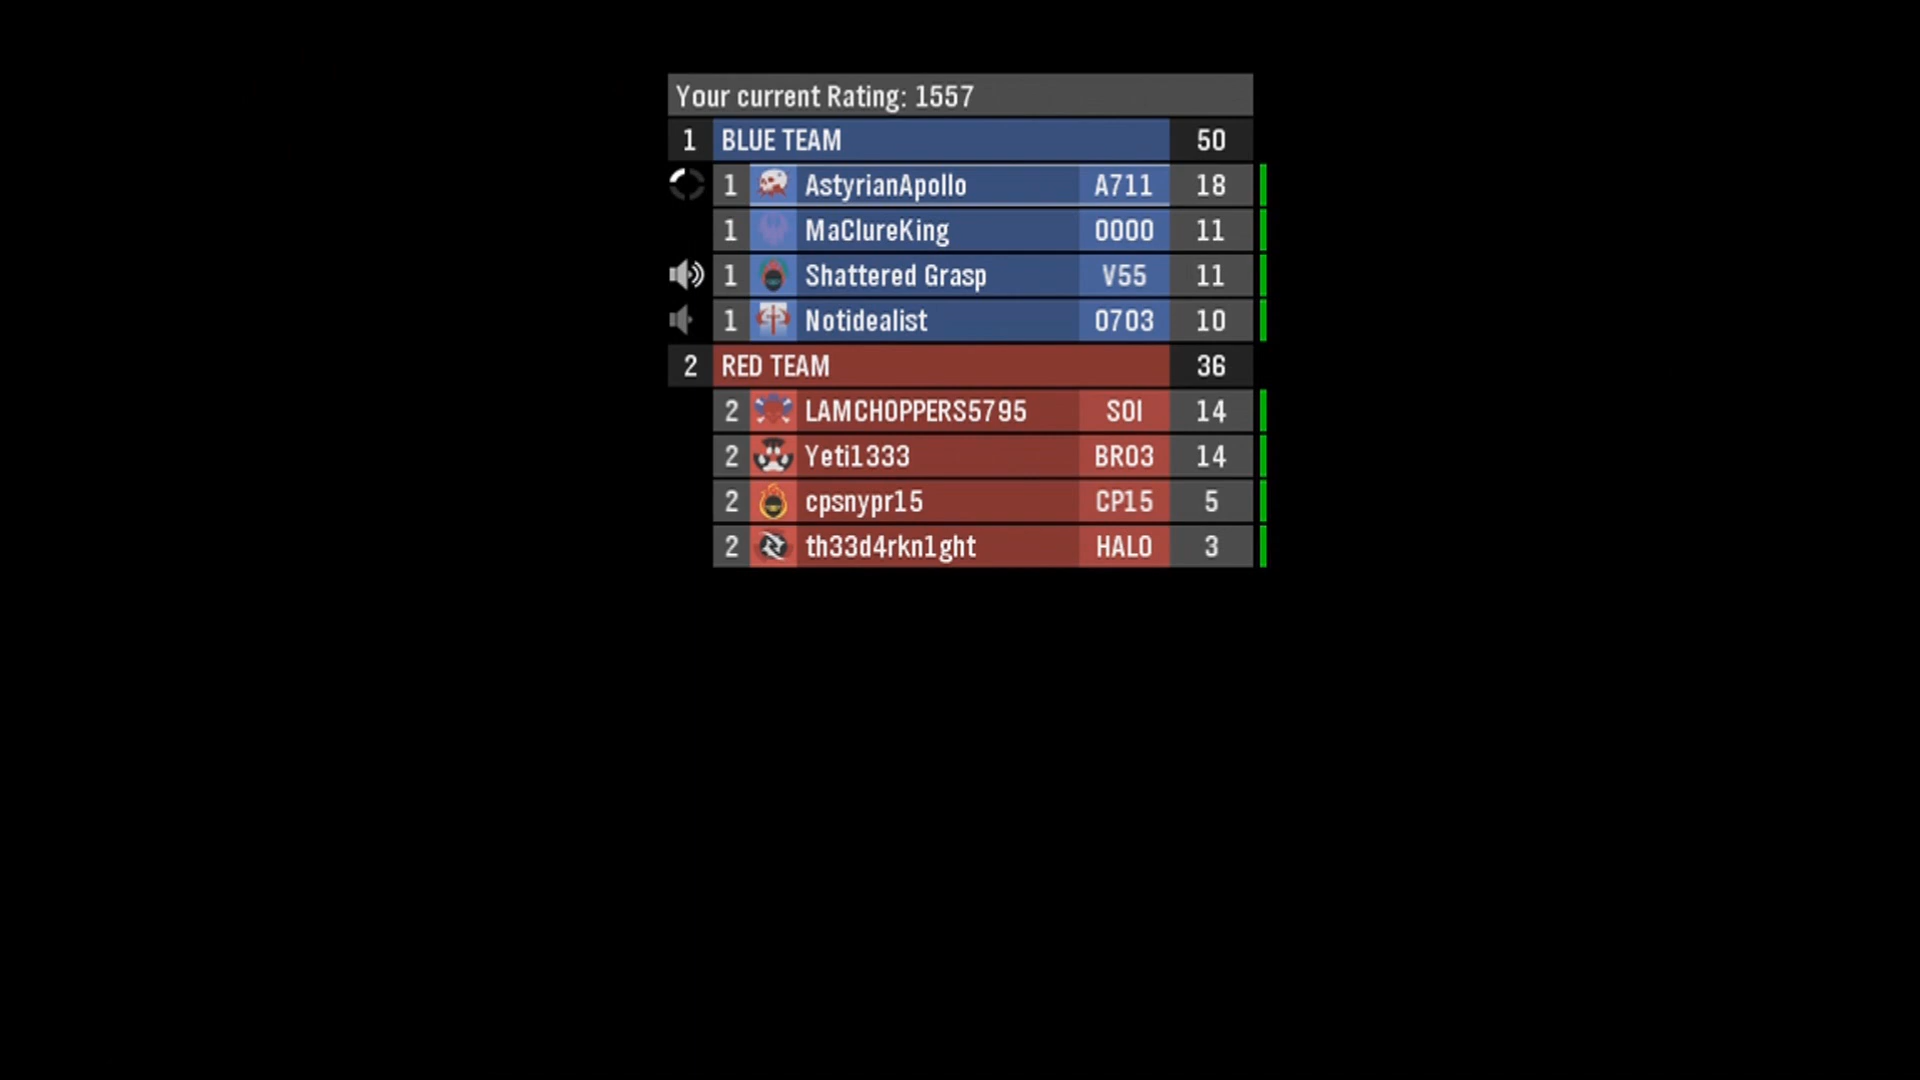 Your current Rating: 1557
1 BLUE TEAM 50
1 AstyrianApollo A711 18
1 MaClureKing 0000 11
1 Shattered Grasp V55 11
1 Notidealist 0703 10
2 RED TEAM 36
2 LAMCHOPPERS5795 SOI 14
2 Yeti1333 BRO3 14
2 cpsnypr15 CP15 5
2 th33d4rkn1ght HALO 3